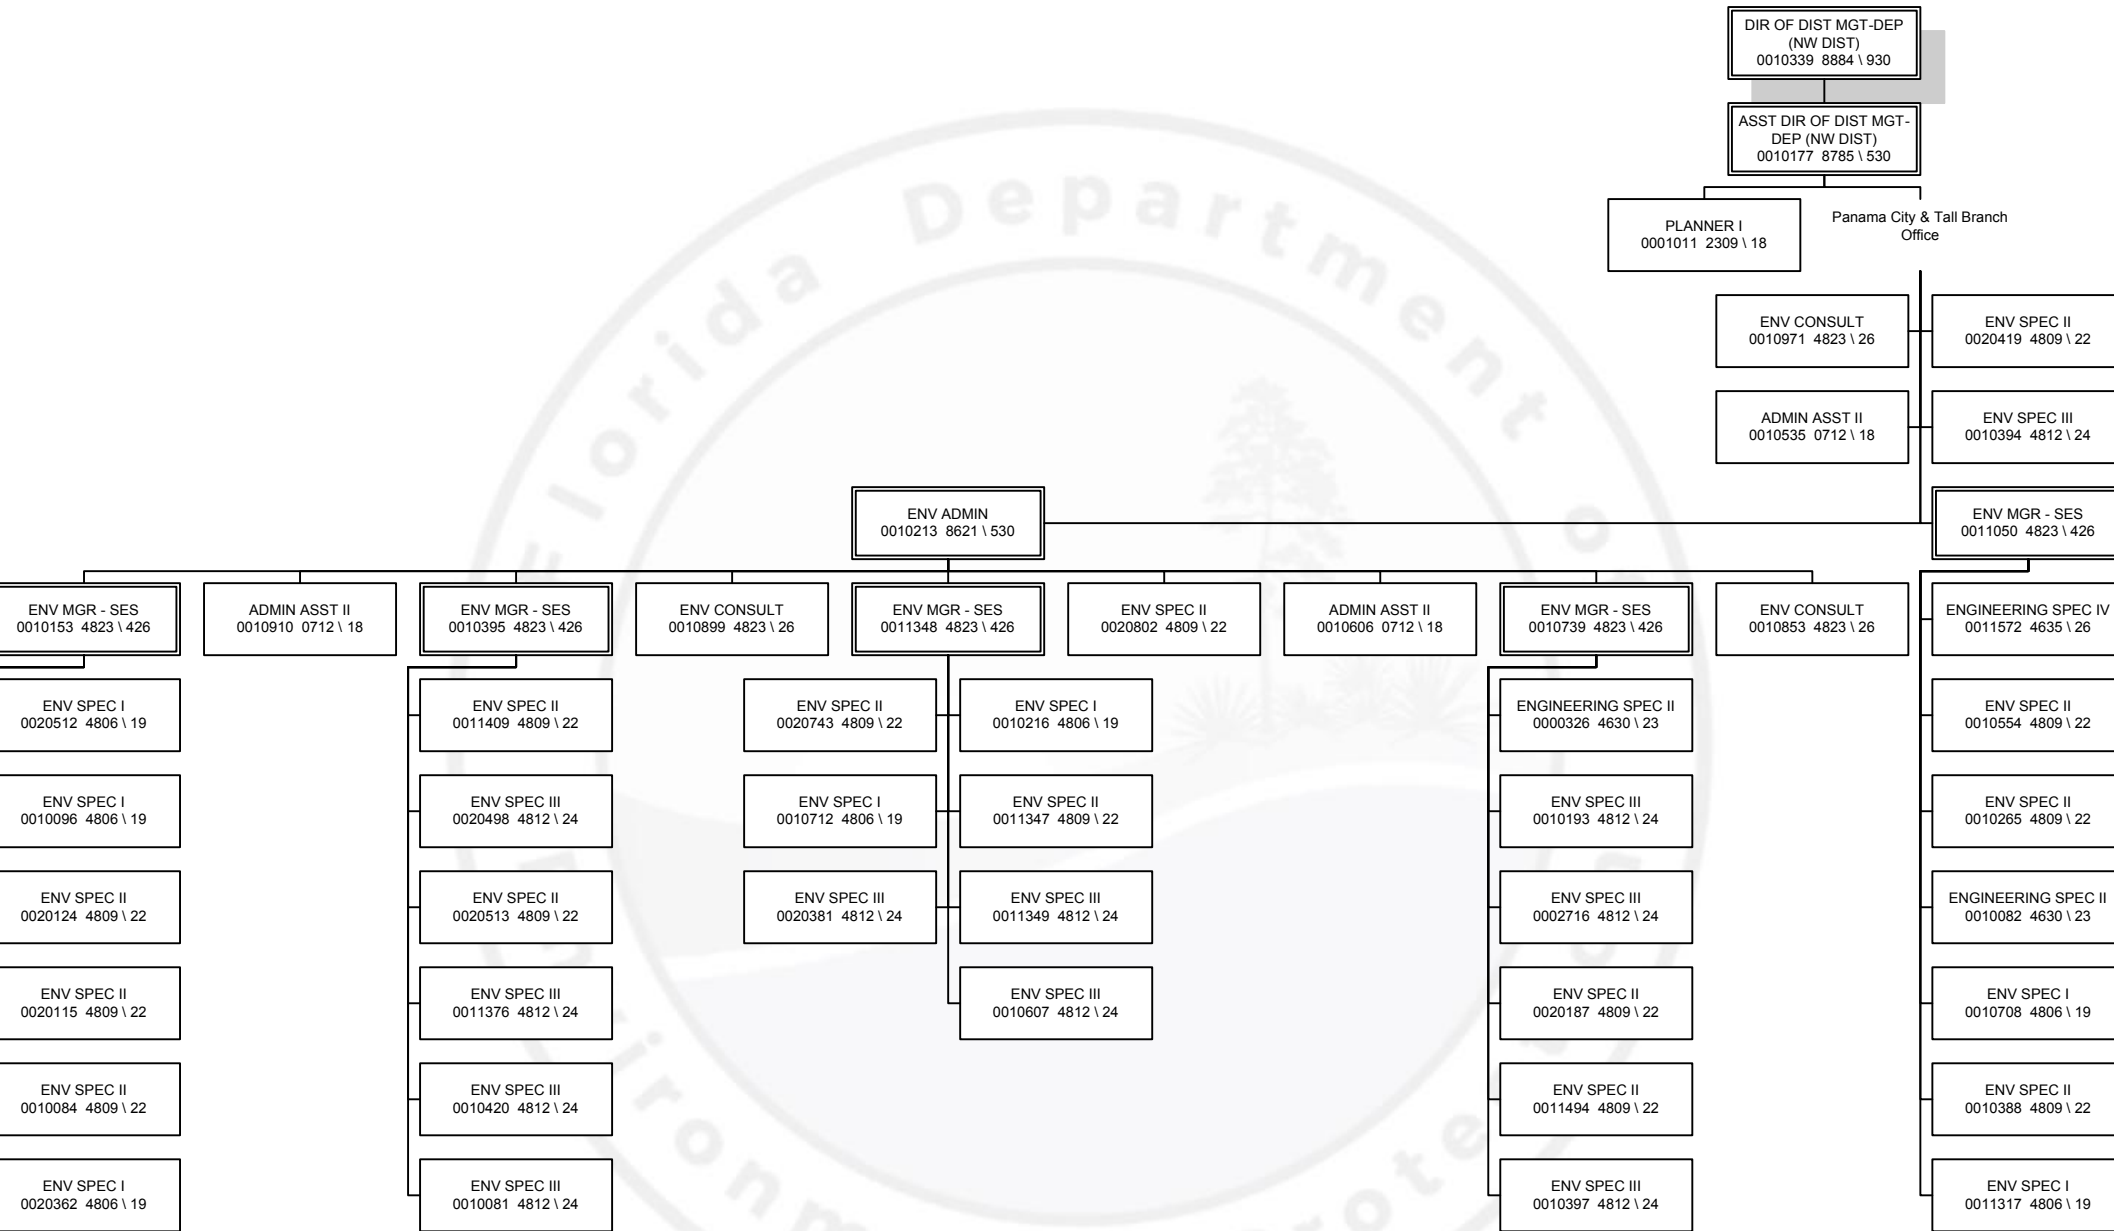 DIR OF DIST MGT-DEP
(NW DIST)
0010339 8884 \ 930
ASST DIR OF DIST MGT-
DEP (NW DIST)
0010177 8785 \ 530
PLANNER I
0001011 2309 \ 18
Panama City & Tall Branch
Office
ENV CONSULT
0010971 4823 \ 26
ENV SPEC II
0020419 4809 \ 22
ADMIN ASST II
0010535 0712 \ 18
ENV SPEC III
0010394 4812 \ 24
ENV ADMIN
0010213 8621 \ 530
ENV MGR - SES
0011050 4823 \ 426
ENV MGR - SES
0010153 4823 \ 426
ADMIN ASST II
0010910 0712 \ 18
ENV MGR - SES
0010395 4823 \ 426
ENV CONSULT
0010899 4823 \ 26
ENV MGR - SES
0011348 4823 \ 426
ENV SPEC II
0020802 4809 \ 22
ADMIN ASST II
0010606 0712 \ 18
ENV MGR - SES
0010739 4823 \ 426
ENV CONSULT
0010853 4823 \ 26
ENGINEERING SPEC IV
0011572 4635 \ 26
ENV SPEC I
0020512 4806 \ 19
ENV SPEC II
0011409 4809 \ 22
ENV SPEC II
0020743 4809 \ 22
ENV SPEC I
0010216 4806 \ 19
ENGINEERING SPEC II
0000326 4630 \ 23
ENV SPEC II
0010554 4809 \ 22
ENV SPEC I
0010096 4806 \ 19
ENV SPEC III
0020498 4812 \ 24
ENV SPEC I
0010712 4806 \ 19
ENV SPEC II
0011347 4809 \ 22
ENV SPEC III
0010193 4812 \ 24
ENV SPEC II
0010265 4809 \ 22
ENV SPEC II
0020124 4809 \ 22
ENV SPEC II
0020513 4809 \ 22
ENV SPEC III
0020381 4812 \ 24
ENV SPEC III
0011349 4812 \ 24
ENV SPEC III
0002716 4812 \ 24
ENGINEERING SPEC II
0010082 4630 \ 23
ENV SPEC II
0020115 4809 \ 22
ENV SPEC III
0011376 4812 \ 24
ENV SPEC III
0010607 4812 \ 24
ENV SPEC II
0020187 4809 \ 22
ENV SPEC I
0010708 4806 \ 19
ENV SPEC II
0010084 4809 \ 22
ENV SPEC III
0010420 4812 \ 24
ENV SPEC II
0011494 4809 \ 22
ENV SPEC II
0010388 4809 \ 22
ENV SPEC I
0020362 4806 \ 19
ENV SPEC III
0010081 4812 \ 24
ENV SPEC III
0010397 4812 \ 24
ENV SPEC I
0011317 4806 \ 19
Florida Department of